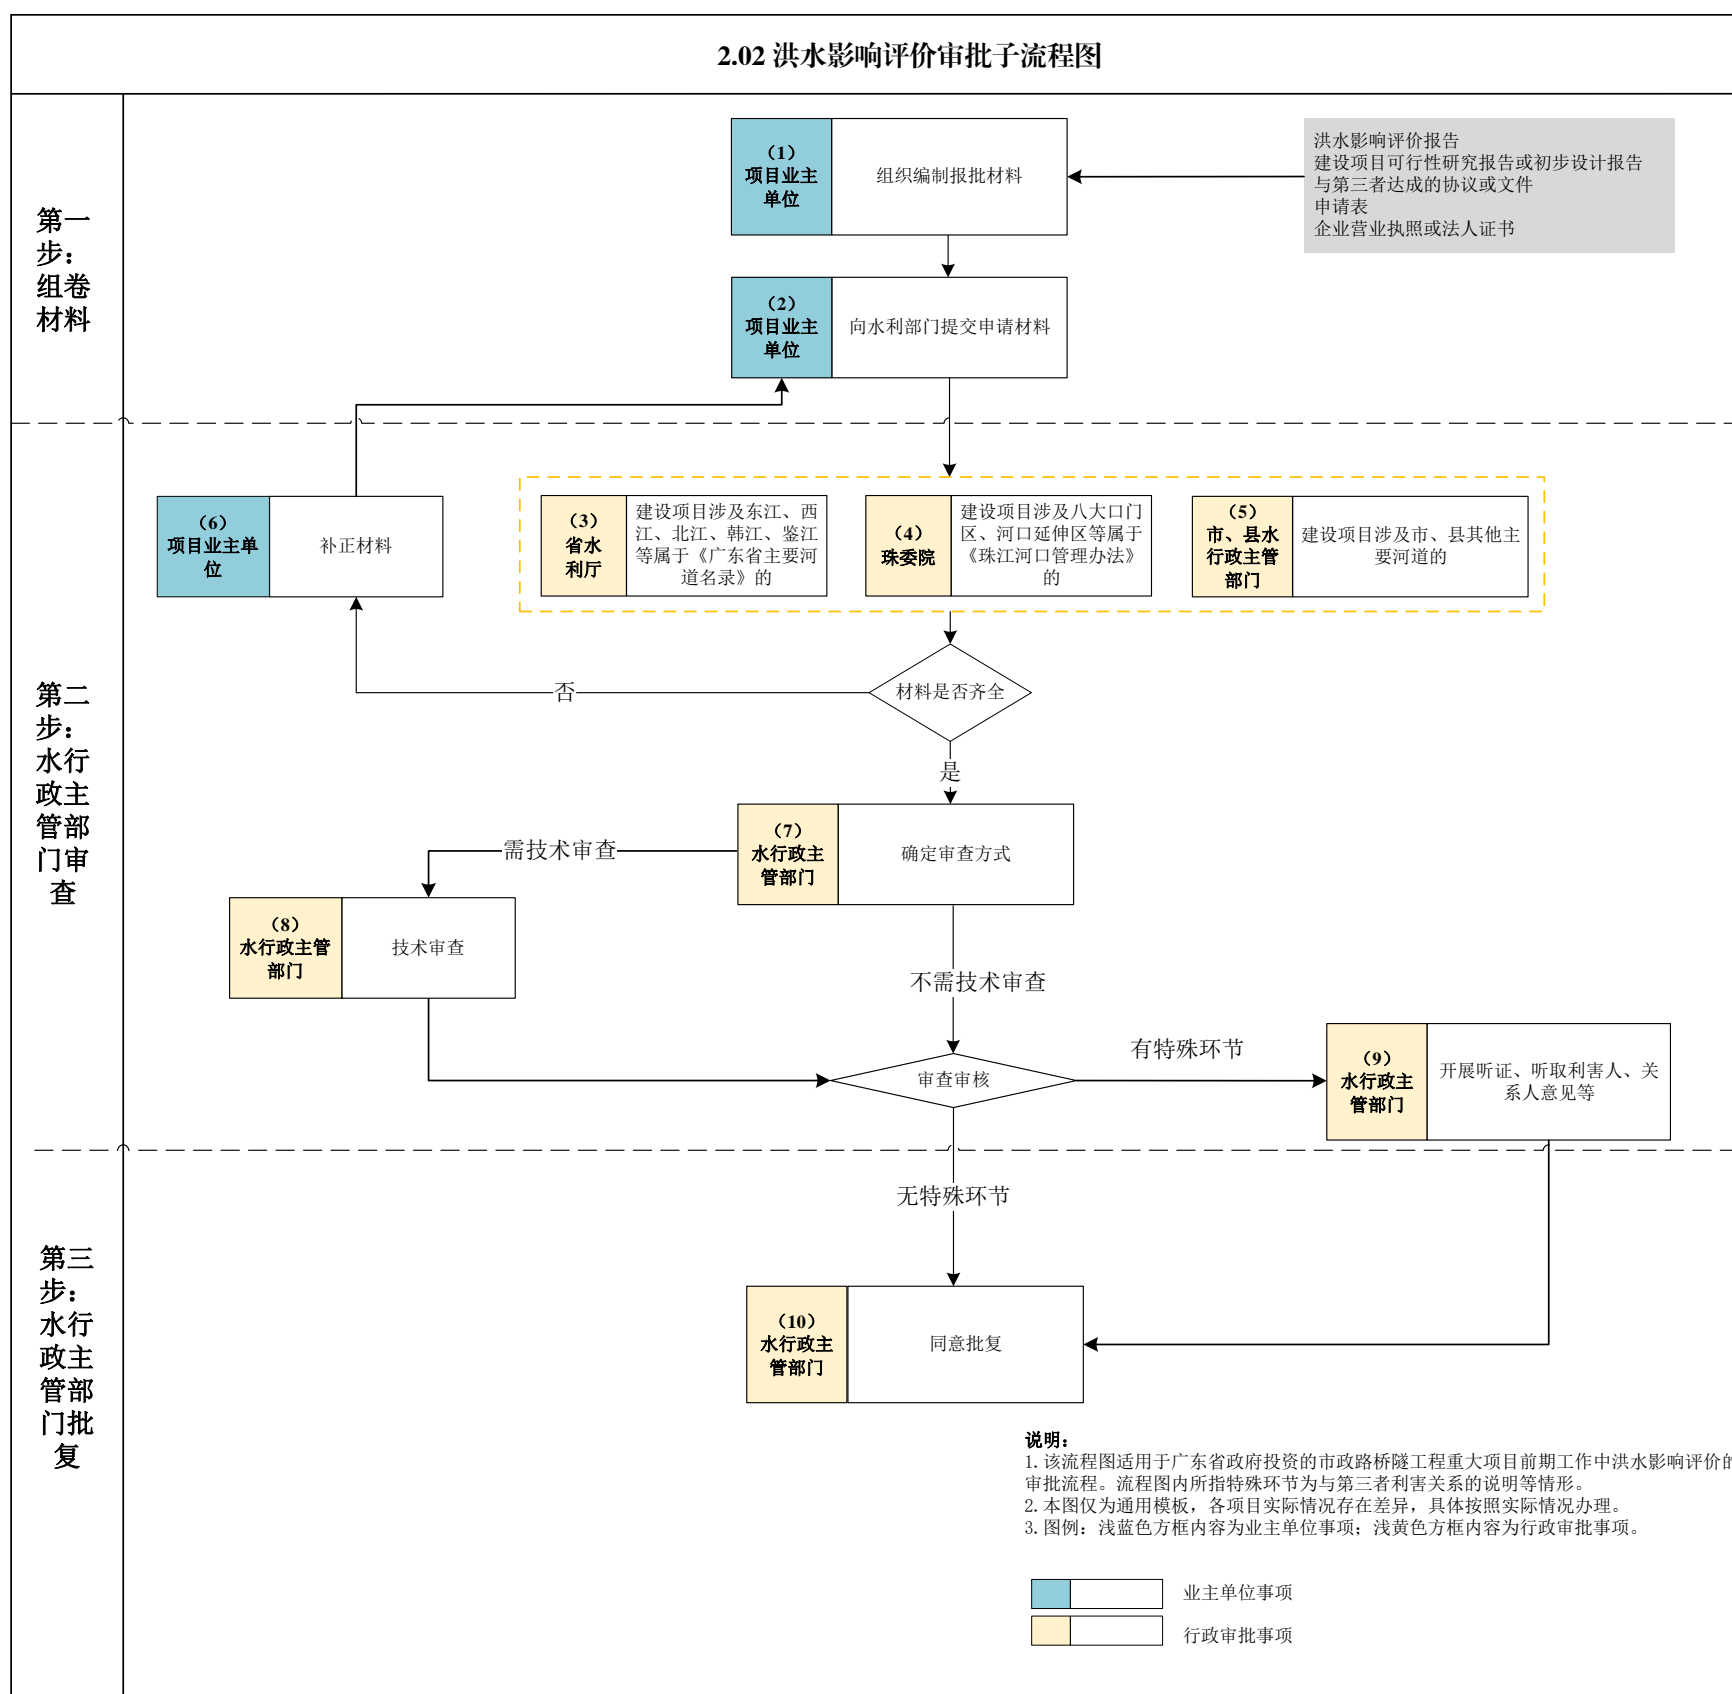 2.02 洪水影响评价审批子流程图
第一
步：
组卷
材料
（1）
项目业主
单位
组织编制报批材料
洪水影响评价报告
建设项目可行性研究报告或初步设计报告
与第三者达成的协议或文件
申请表
企业营业执照或法人证书
（2）
项目业主
单位
向水利部门提交申请材料
第二
步：
水行
政主
管部
门审
查
（6）
项目业主单
位
补正材料
（3）
省水
利厅
建设项目涉及东江、西
江、北江、韩江、鉴江
等属于《广东省主要河
道名录》的
（4）
珠委院
建设项目涉及八大口门
区、河口延伸区等属于
《珠江河口管理办法》
的
（5）
市、县水
行政主管
部门
建设项目涉及市、县其他主
要河道的
材料是否齐全
否
是
（7）
水行政主
管部门
确定审查方式
需技术审查
（8）
水行政主管
部门
技术审查
不需技术审查
审查审核
有特殊环节
（9）
水行政主
管部门
开展听证、听取利害人、关
系人意见等
第三
步：
水行
政主
管部
门批
复
无特殊环节
（10）
水行政主
管部门
同意批复
说明：
1. 该流程图适用于广东省政府投资的市政路桥隧工程重大项目前期工作中洪水影响评价的
审批流程。流程图内所指特殊环节为与第三者利害关系的说明等情形。
2. 本图仅为通用模板，各项目实际情况存在差异，具体按照实际情况办理。
3. 图例：浅蓝色方框内容为业主单位事项；浅黄色方框内容为行政审批事项。
业主单位事项
行政审批事项